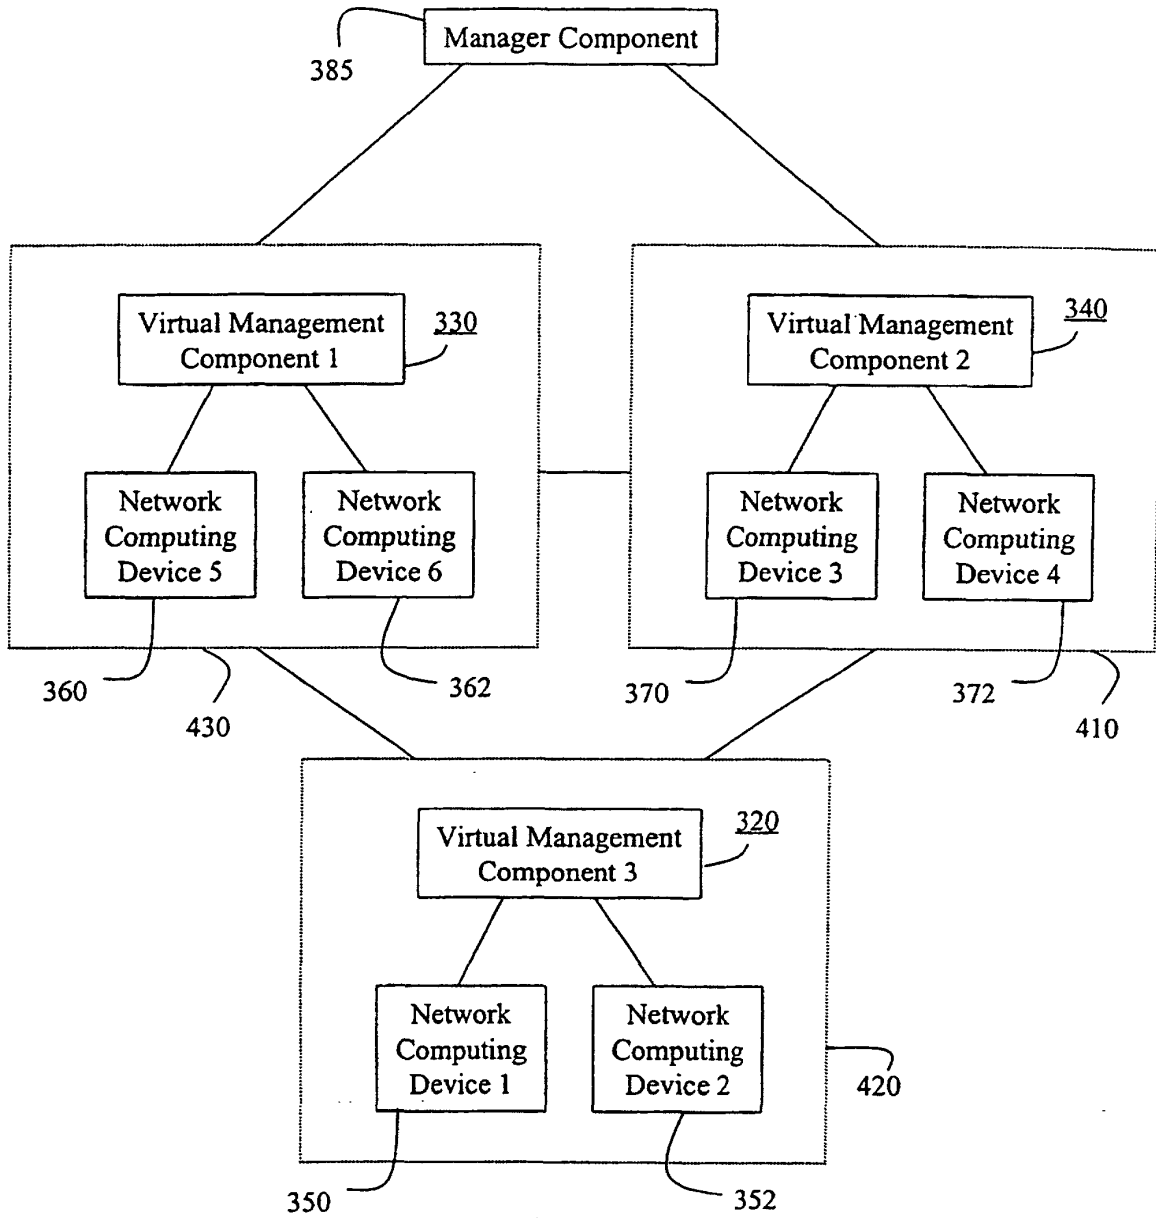 Manager Component
385
Virtual Management
Component 1
330
Virtual Management
Component 2
340
Network
Computing
Device 5
Network
Computing
Device 6
Network
Computing
Device 3
Network
Computing
Device 4
360
430
362
370
372
410
Virtual Management
Component 3
320
Network
Computing
Device 1
Network
Computing
Device 2
420
350
352